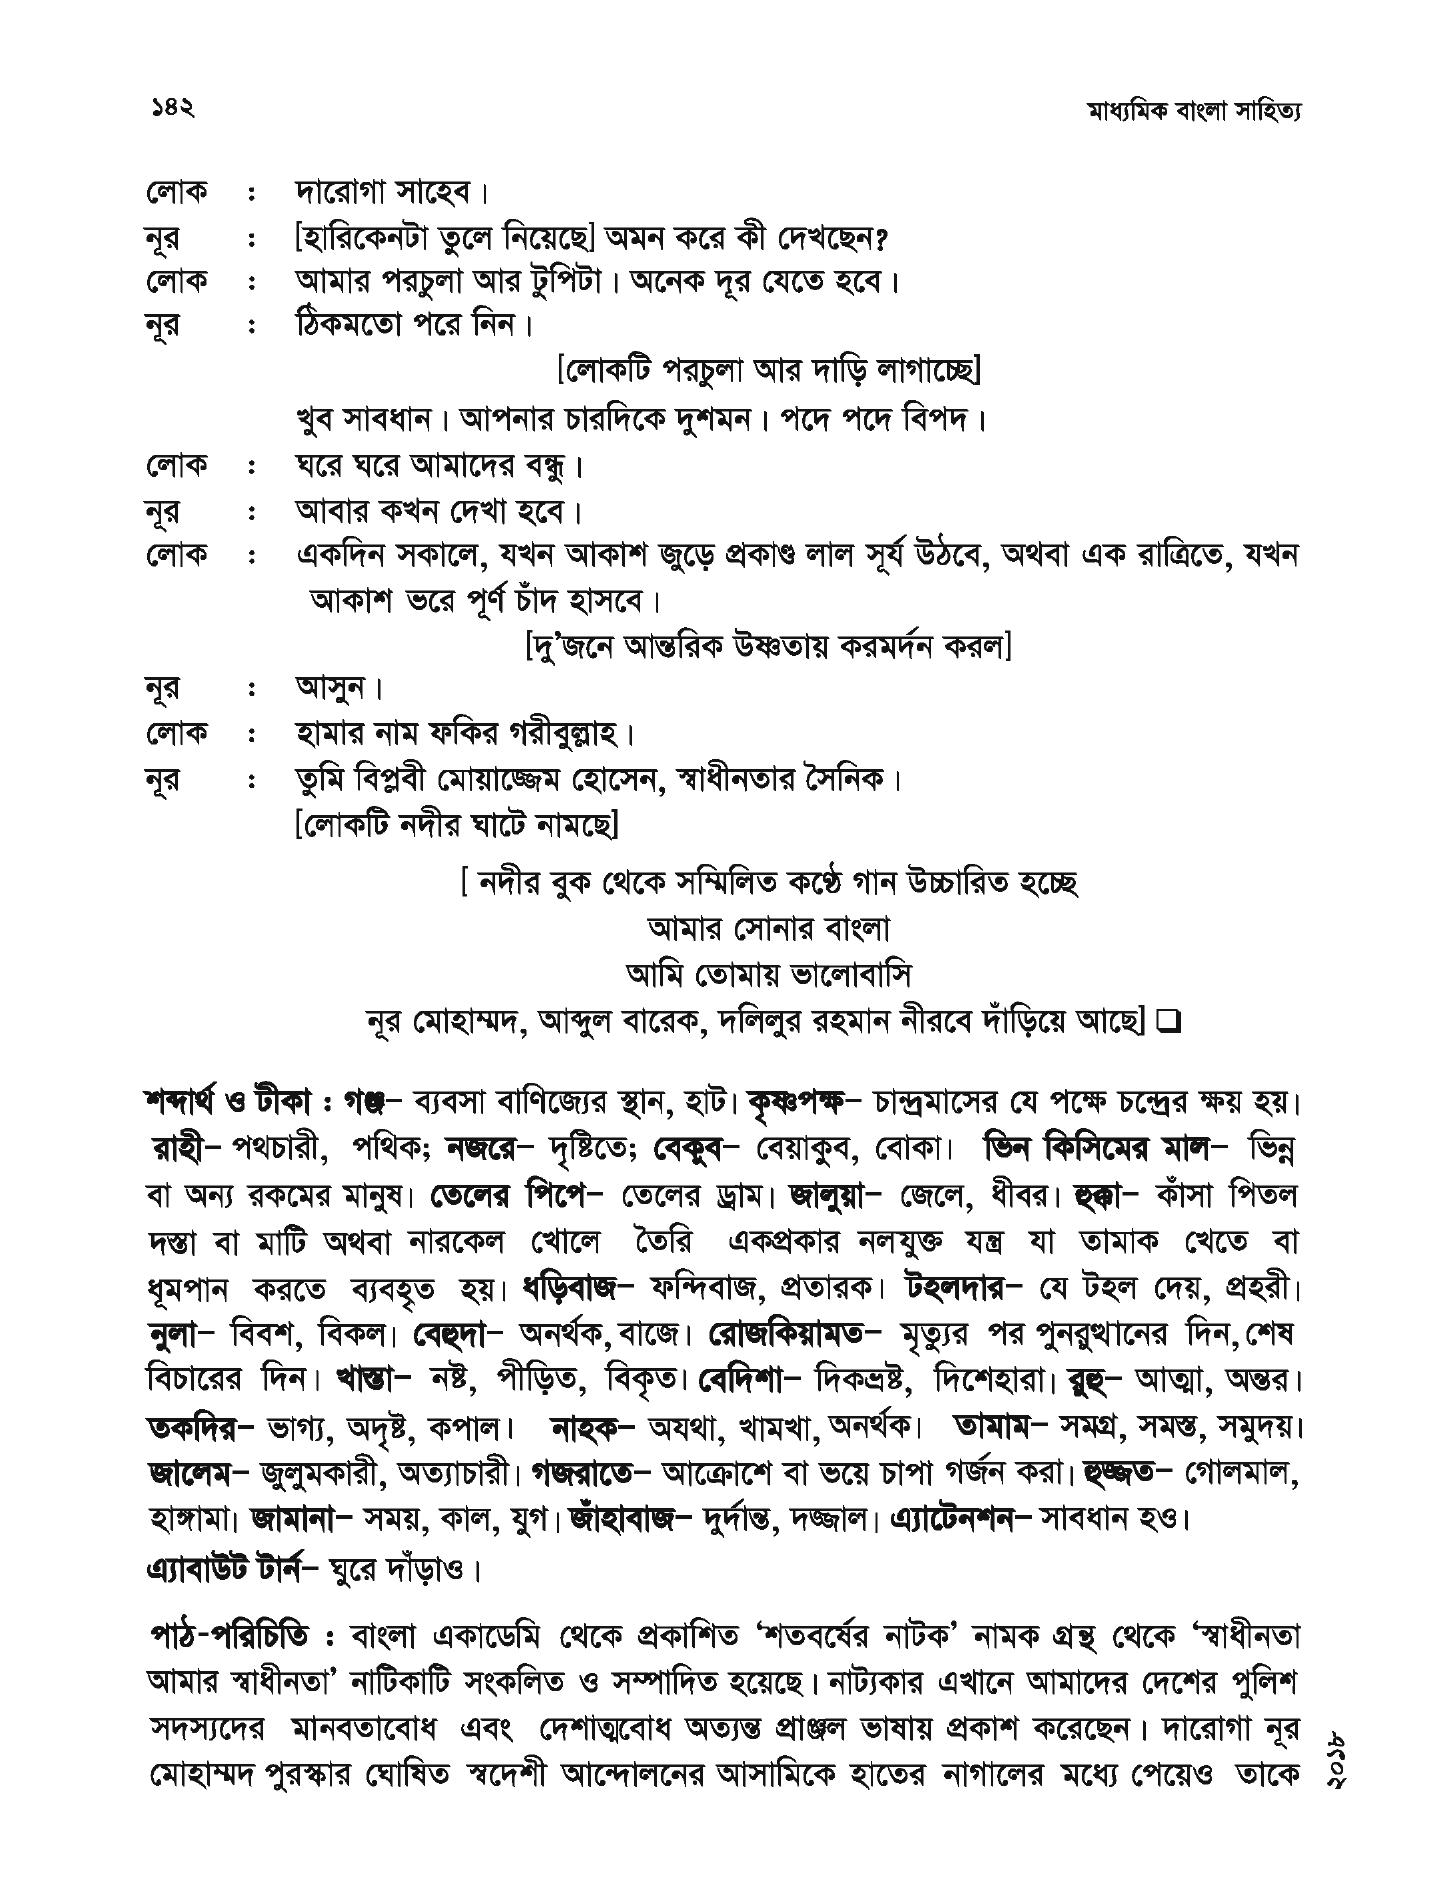 ১৪২ মাধ্যমিক বাংলা সাহিত্য
লোক : দারোগা সাহেব।
নূর : [হারিকেনটা তুলে নিয়েছে] অমন করে কী দেখছেন?
লোক : আমার পরচুলা আর টুপিটা। অনেক দূর যেতে হবে।
নূর : ঠিকমতো পরে নিন।
[লোকটি পরচুলা আর দাড়ি লাগাচ্ছে]
খুব সাবধান। আপনার চারদিকে দুশমন। পদে পদে বিপদ।
লোক : ঘরে ঘরে আমাদের বন্ধু।
নূর : আবার কখন দেখা হবে।
লোক : একদিন সকালে, যখন আকাশ জুড়ে প্রকাণ্ড লাল সূর্য উঠবে, অথবা এক রাত্রিতে, যখন
আকাশ ভরে পূর্ণ চাঁদ হাসবে।
[দু’জনে আন্তরিক উষ্ণতায় করমর্দন করল]
নূর : আসুন।
লোক : হামার নাম ফকির গরীবুল্লাহ।
নূর : তুমি বিপ্লবী মোয়াজ্জেম হোসেন, স্বাধীনতার সৈনিক।
[লোকটি নদীর ঘাটে নামছে]
[ নদীর বুক থেকে সম্মিলিত কণ্ঠে গান উচ্চারিত হচ্ছে
আমার সোনার বাংলা
আমি তোমায় ভালোবাসি
নূর মোহাম্মদ, আব্দুল বারেক, দলিলুর রহমান নীরবে দাঁড়িয়ে আছে] ❑
শব্দার্থ ও টীকা : গঞ্জ– ব্যবসা বাণিজ্যের স্থান, হাট। কৃষ্ণপক্ষ– চান্দ্রমাসের যে পক্ষে চন্দ্রের ক্ষয় হয়।
রাহী– পথচারী, পথিক; নজরে– দৃষ্টিতে; বেকুব– বেয়াকুব, বোকা। ভিন কিসিমের মাল– ভিন্ন
বা অন্য রকমের মানুষ। তেলের পিপে– তেলের ড্রাম। জালুয়া– জেলে, ধীবর। হুক্কা– কাঁসা পিতল
দস্তা বা মাটি অথবা নারকেল খোলে তৈরি একপ্রকার নলযুক্ত যন্ত্র যা তামাক খেতে বা
ধূমপান করতে ব্যবহৃত হয়। ধড়িবাজ– ফন্দিবাজ, প্রতারক। টহলদার– যে টহল দেয়, প্রহরী।
নুলা– বিবশ, বিকল। বেহুদা– অনর্থক, বাজে। রোজকিয়ামত– মৃত্যুর পর পুনরুত্থানের দিন, শেষ
বিচারের দিন। খাস্তা– নষ্ট, পীড়িত, বিকৃত। বেদিশা– দিকভ্রষ্ট, দিশেহারা। রুহু– আত্মা, অন্তর।
তকদির– ভাগ্য, অদৃষ্ট, কপাল। নাহক– অযথা, খামখা, অনর্থক। তামাম– সমগ্র, সমস্ত, সমুদয়।
জালেম– জুলুমকারী, অত্যাচারী। গজরাতে– আক্রোশে বা ভয়ে চাপা গর্জন করা। হুজ্জত– গোলমাল,
হাঙ্গামা। জামানা– সময়, কাল, যুগ। জাঁহাবাজ– দুর্দান্ত, দজ্জাল। এ্যাটেনশন– সাবধান হও।
এ্যাবাউট টার্ন– ঘুরে দাঁড়াও।
পাঠ-পরিচিতি : বাংলা একাডেমি থেকে প্রকাশিত ‘শতবর্ষের নাটক’ নামক গ্রন্থ থেকে ‘স্বাধীনতা
আমার স্বাধীনতা’ নাটিকাটি সংকলিত ও সম্পাদিত হয়েছে। নাট্যকার এখানে আমাদের দেশের পুলিশ
সদস্যদের মানবতাবোধ এবং দেশাত্মবোধ অত্যন্ত প্রাঞ্জল ভাষায় প্রকাশ করেছেন। দারোগা নূর
মোহাম্মদ পুরস্কার ঘোষিত স্বদেশী আন্দোলনের আসামিকে হাতের নাগালের মধ্যে পেয়েও তাকে
২০১৮